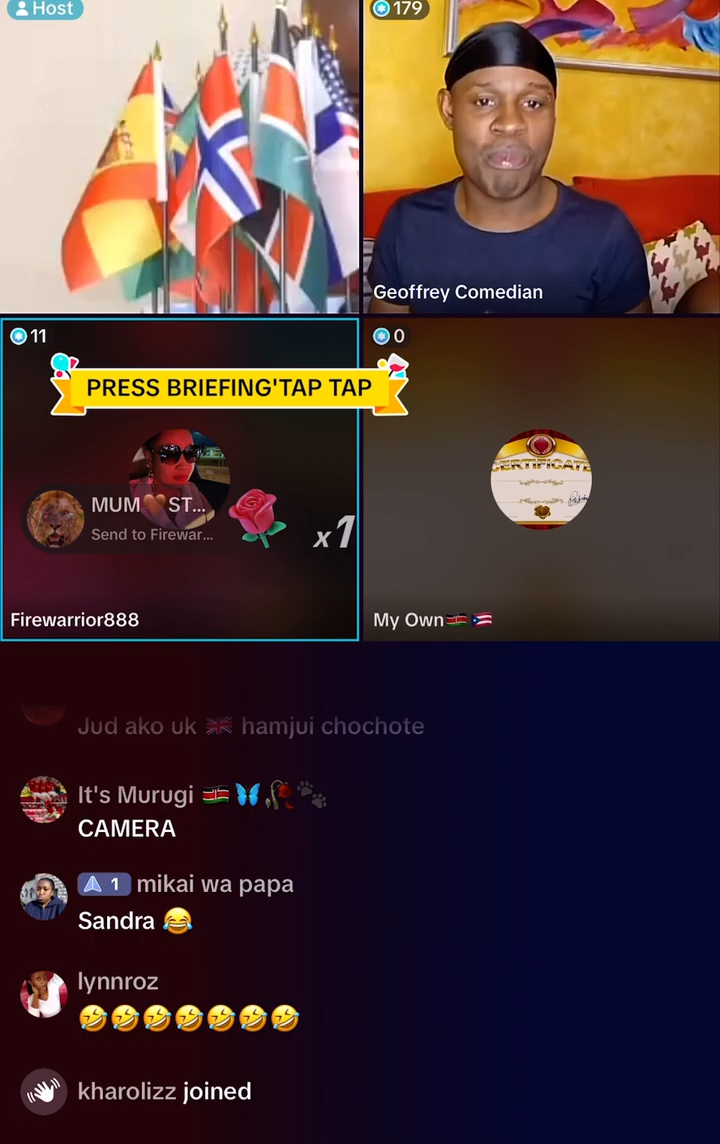 Host
179
Geoffrey Comedian
11
0
PRESS BRIEFING'TAP TAP
CERTIFICATE
MUM🧡ST...
Send to Firewar...
x1
Firewarrior888
My Own🇰🇪🇵🇷
Jud ako uk 🇬🇧 hamjui chochote
It's Murugi 🇰🇪🦋🥀🐾
CAMERA
1 mikai wa papa
Sandra 😂
lynnroz
🤣🤣🤣🤣🤣🤣🤣
kharolizz joined